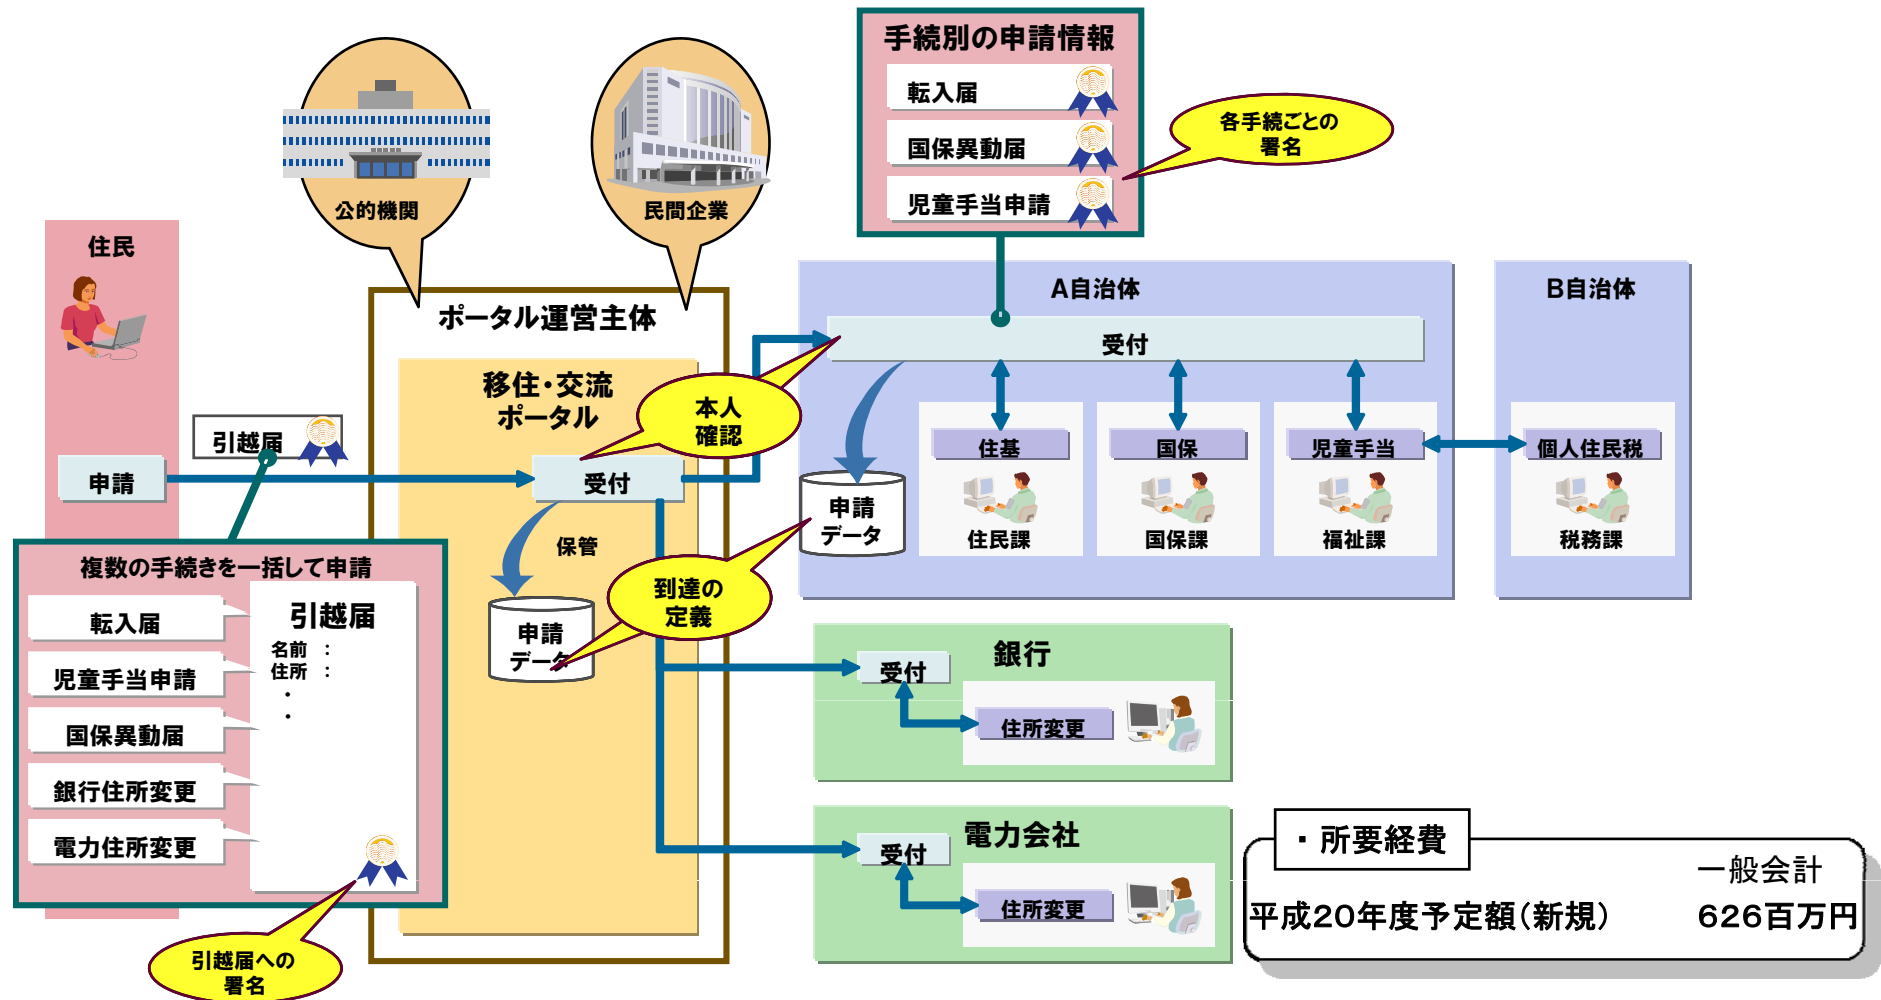 手続別の申請情報
転入届
国保異動届
児童手当申請
各手続ごとの
署名
公的機関
民間企業
住民
申請
引越届
ポータル運営主体
移住・交流
ポータル
受付
保管
申請
データ
本人
確認
到達の
定義
A自治体
受付
申請
データ
住基
住民課
国保
国保課
児童手当
福祉課
B自治体
個人住民税
税務課
複数の手続きを一括して申請
転入届
児童手当申請
国保異動届
銀行住所変更
電力住所変更
引越届
名前 ：
住所 ：
・
・
引越届への
署名
銀行
受付
住所変更
電力会社
受付
住所変更
・所要経費
一般会計
平成20年度予定額（新規） 626百万円